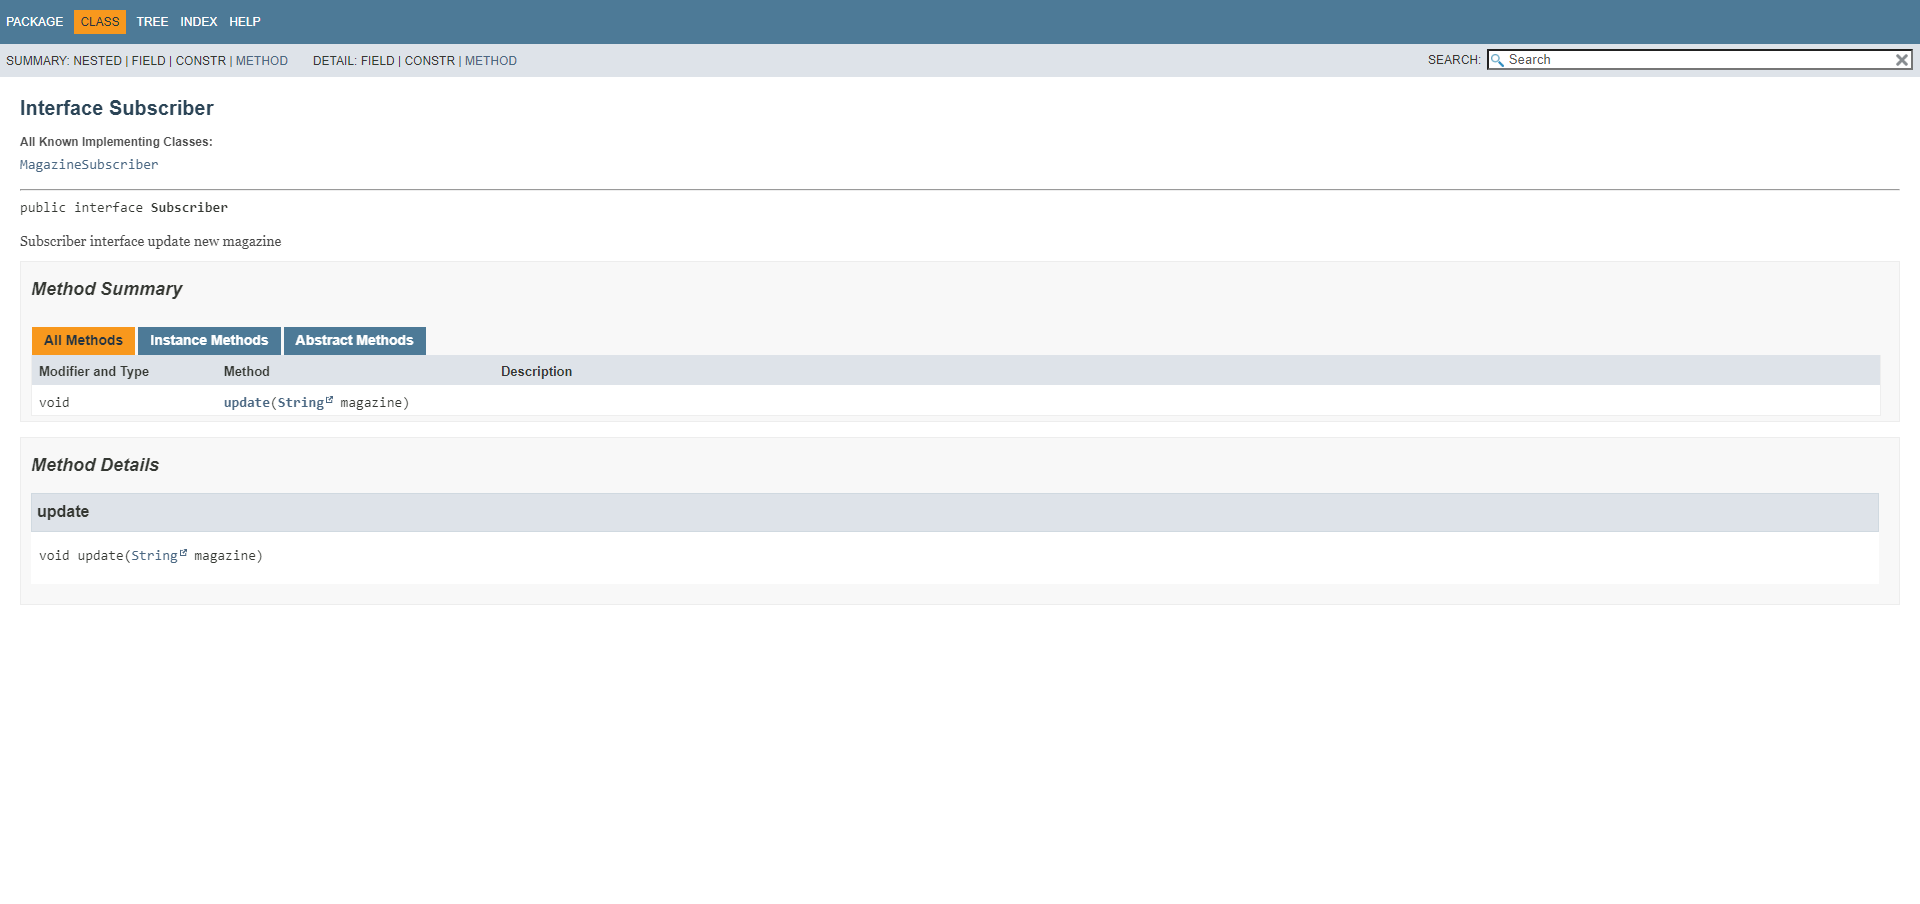 PACKAGE CLASS TREE INDEX HELP
SUMMARY: NESTED | FIELD | CONSTR | METHOD DETAIL: FIELD | CONSTR | METHOD SEARCH: Search
Interface Subscriber
All Known Implementing Classes:
MagazineSubscriber
public interface Subscriber
Subscriber interface update new magazine
Method Summary
All Methods Instance Methods Abstract Methods
Modifier and Type Method Description
void update(String magazine)
Method Details
update
void update(String magazine)